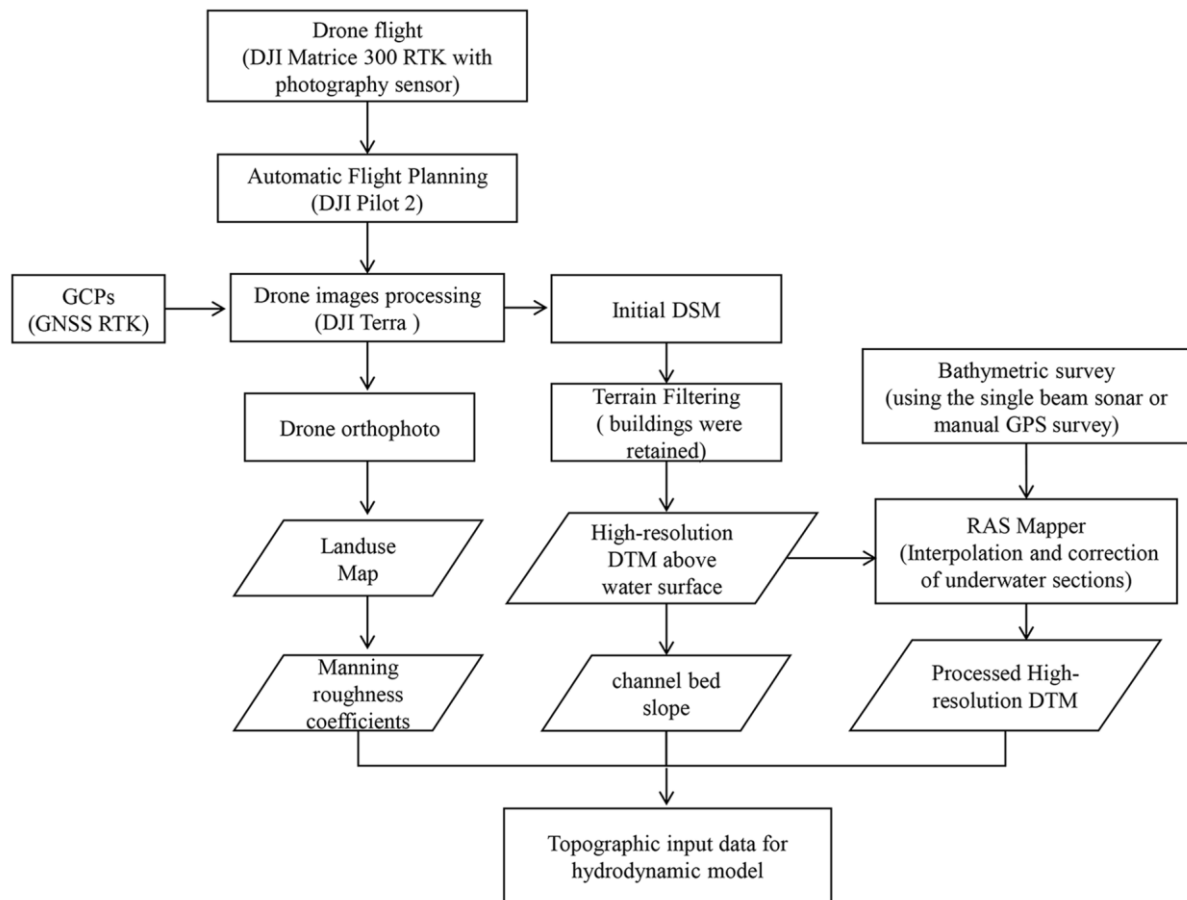 Drone flight
(DJI Matrice 300 RTK with
photography sensor)
Automatic Flight Planning
(DJI Pilot 2)
GCPs
(GNSS RTK)
Drone images processing
(DJI Terra )
Initial DSM
Drone orthophoto
Terrain Filtering
( buildings were
retained)
Bathymetric survey
(using the single beam sonar or
manual GPS survey)
Landuse
Map
High-resolution
DTM above
water surface
RAS Mapper
(Interpolation and correction
of underwater sections)
Manning
roughness
coefficients
channel bed
slope
Processed High-
resolution DTM
Topographic input data for
hydrodynamic model